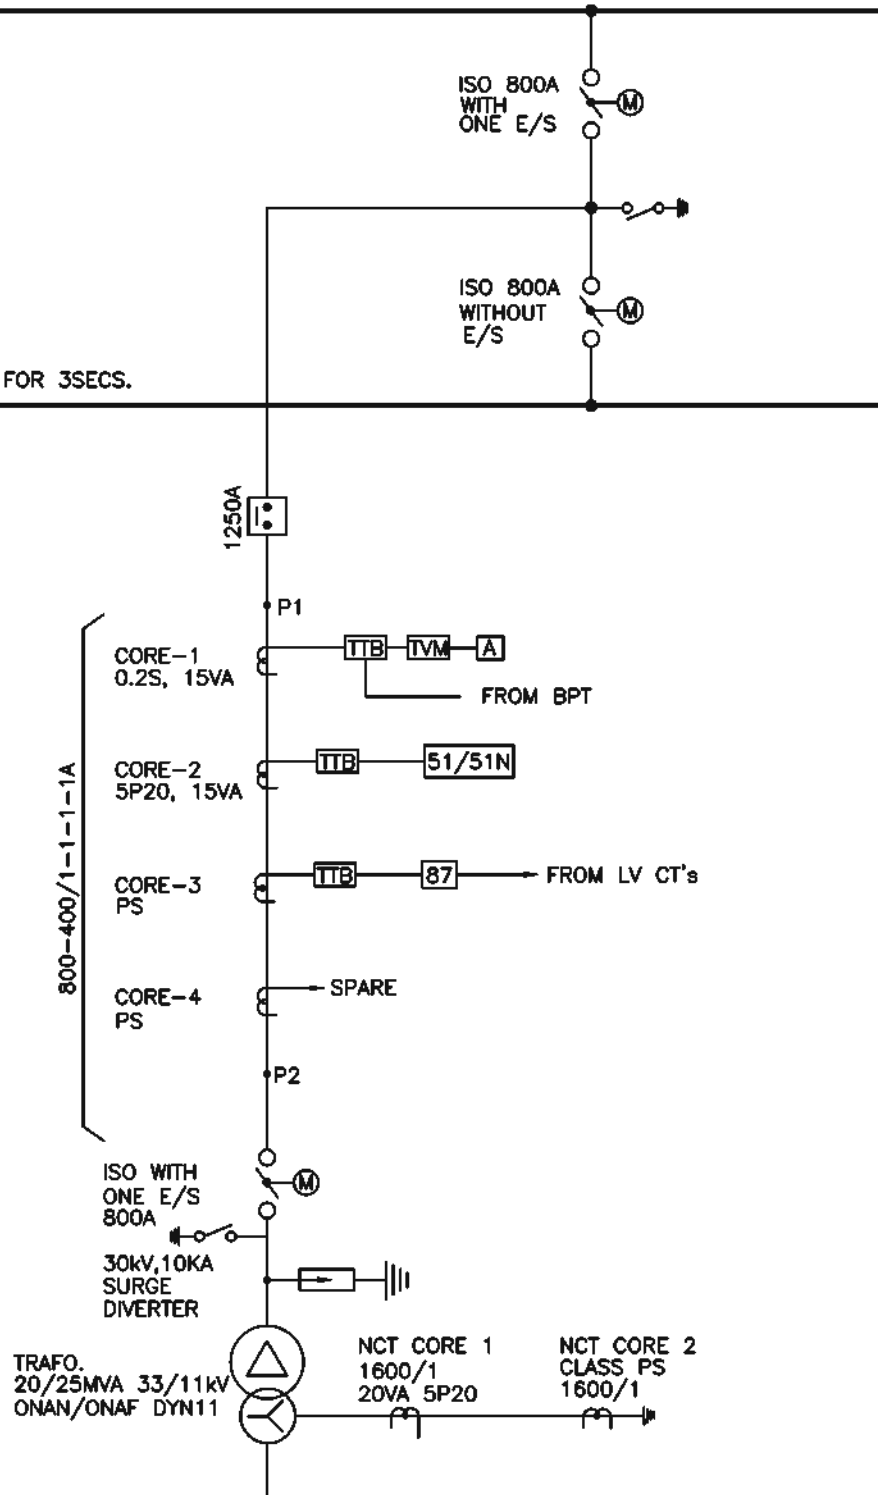 ISO 800A
WITH
ONE E/S
M
ISO 800A
WITHOUT
E/S
M
FOR 3SECS.
1250A
P1
CORE-1
0.2S, 15VA
TTB
TVM
A
FROM BPT
CORE-2
5P20, 15VA
TTB
51/51N
800-400/1-1-1-1-1A
CORE-3
PS
TTB
87
FROM LV CT's
CORE-4
PS
SPARE
P2
ISO WITH
ONE E/S
800A
M
30kV,10KA
SURGE
DIVERTER
TRAFO.
20/25MVA 33/11kV
ONAN/ONAF DYN11
NCT CORE 1
1600/1
20VA 5P20
NCT CORE 2
CLASS PS
1600/1